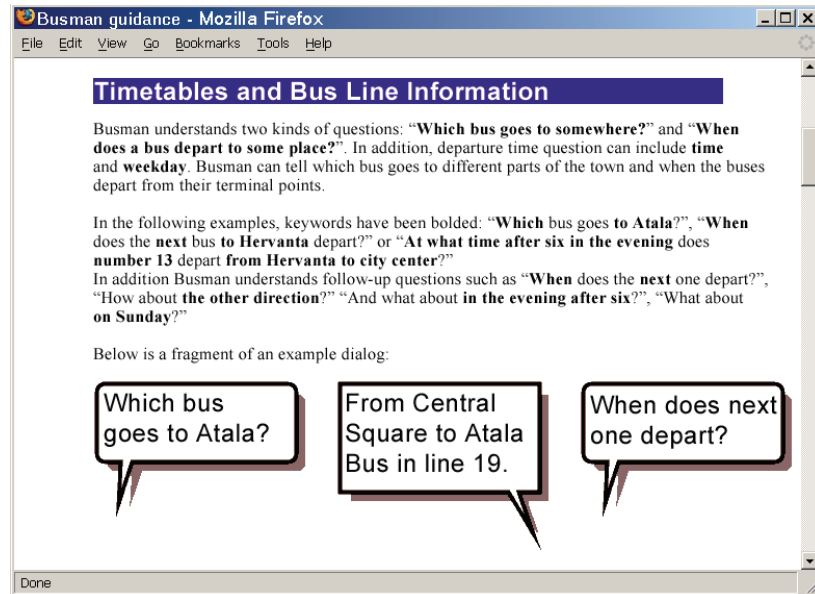 Busman guidance - Mozilla Firefox
File Edit View Go Bookmarks Tools Help
Timetables and Bus Line Information
Busman understands two kinds of questions: “Which bus goes to somewhere?” and “When
does a bus depart to some place?”. In addition, departure time question can include time
and weekday. Busman can tell which bus goes to different parts of the town and when the buses
depart from their terminal points.
In the following examples, keywords have been bolded: “Which bus goes to Atala?”, “When
does the next bus to Hervanta depart?” or “At what time after six in the evening does
number 13 depart from Hervanta to city center?”
In addition Busman understands follow-up questions such as “When does the next one depart?”,
“How about the other direction?” “And what about in the evening after six?”, “What about
on Sunday?”
Below is a fragment of an example dialog:
Which bus
goes to Atala?
From Central
Square to Atala
Bus in line 19.
When does next
one depart?
Done